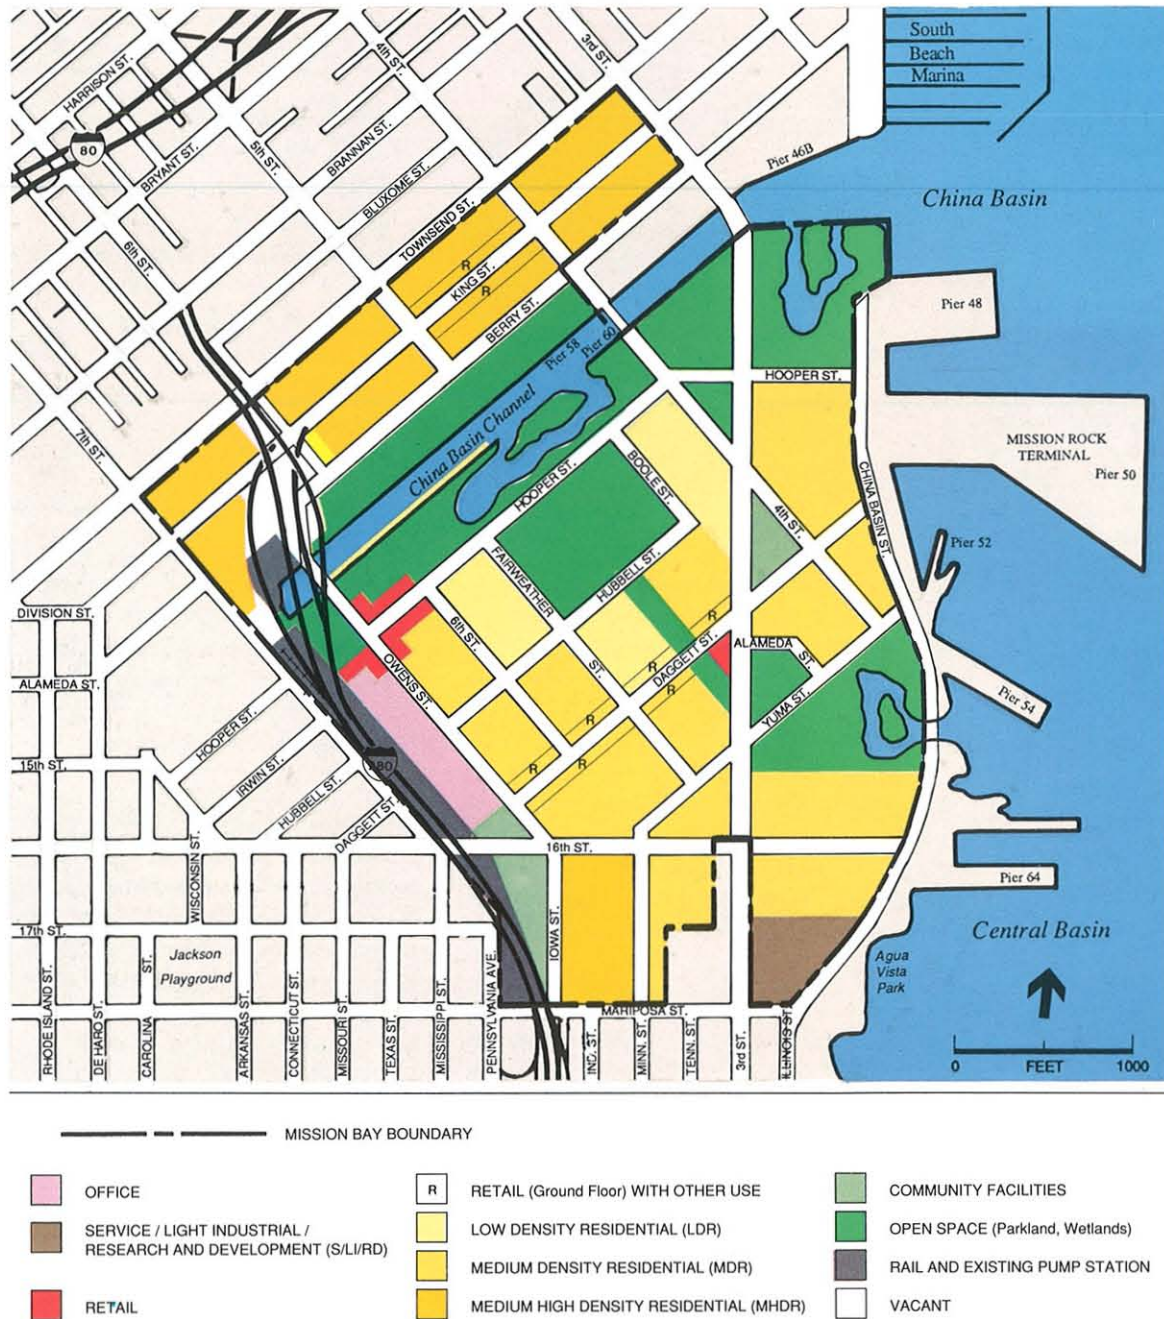 South
Beach
Marina
3rd ST.
4th ST.
HARRISON ST.
80
5th ST.
BRYANT ST.
BRANNAN ST.
BLUXOME ST.
Pier 46B
China Basin
TOWNSEND ST.
6th ST.
R
KING ST.
R
BERRY ST.
Pier 48
Pier 58
Pier 60
HOOPER ST.
China Basin Channel
7th ST.
MISSION ROCK
TERMINAL
Pier 50
HOOPER ST.
BOOLE ST.
CHINA BASIN ST.
4th ST.
Pier 52
FAIRWEATHER
ST.
HUBBELL ST.
DIVISION ST.
6th ST.
R
ALAMEDA
ST.
OWENS ST.
DAGGETT ST.
R
R
ALAMEDA ST.
YUMA ST.
Pier 54
HOOPER ST.
R
R
R
15th ST.
IRWIN ST.
280
HUBBELL ST.
DAGGETT ST.
16th ST.
WISCONSIN ST.
Pier 64
17th ST.
Jackson
Playground
IOWA ST.
Central Basin
Agua
Vista
Park
MARIPOSA ST.
RHODE ISLAND ST.
DE HARO ST.
CAROLINA
ST.
ARKANSAS ST.
CONNECTICUT ST.
MISSOURI ST.
TEXAS ST.
MISSISSIPPI ST.
PENNSYLVANIA AVE.
IND. ST.
MINN. ST.
TENN. ST.
3rd ST.
ILLINOIS ST.
0 FEET 1000
MISSION BAY BOUNDARY
OFFICE
SERVICE / LIGHT INDUSTRIAL /
RESEARCH AND DEVELOPMENT (S/LI/RD)
RETAIL
R RETAIL (Ground Floor) WITH OTHER USE
LOW DENSITY RESIDENTIAL (LDR)
MEDIUM DENSITY RESIDENTIAL (MDR)
MEDIUM HIGH DENSITY RESIDENTIAL (MHDR)
COMMUNITY FACILITIES
OPEN SPACE (Parkland, Wetlands)
RAIL AND EXISTING PUMP STATION
VACANT